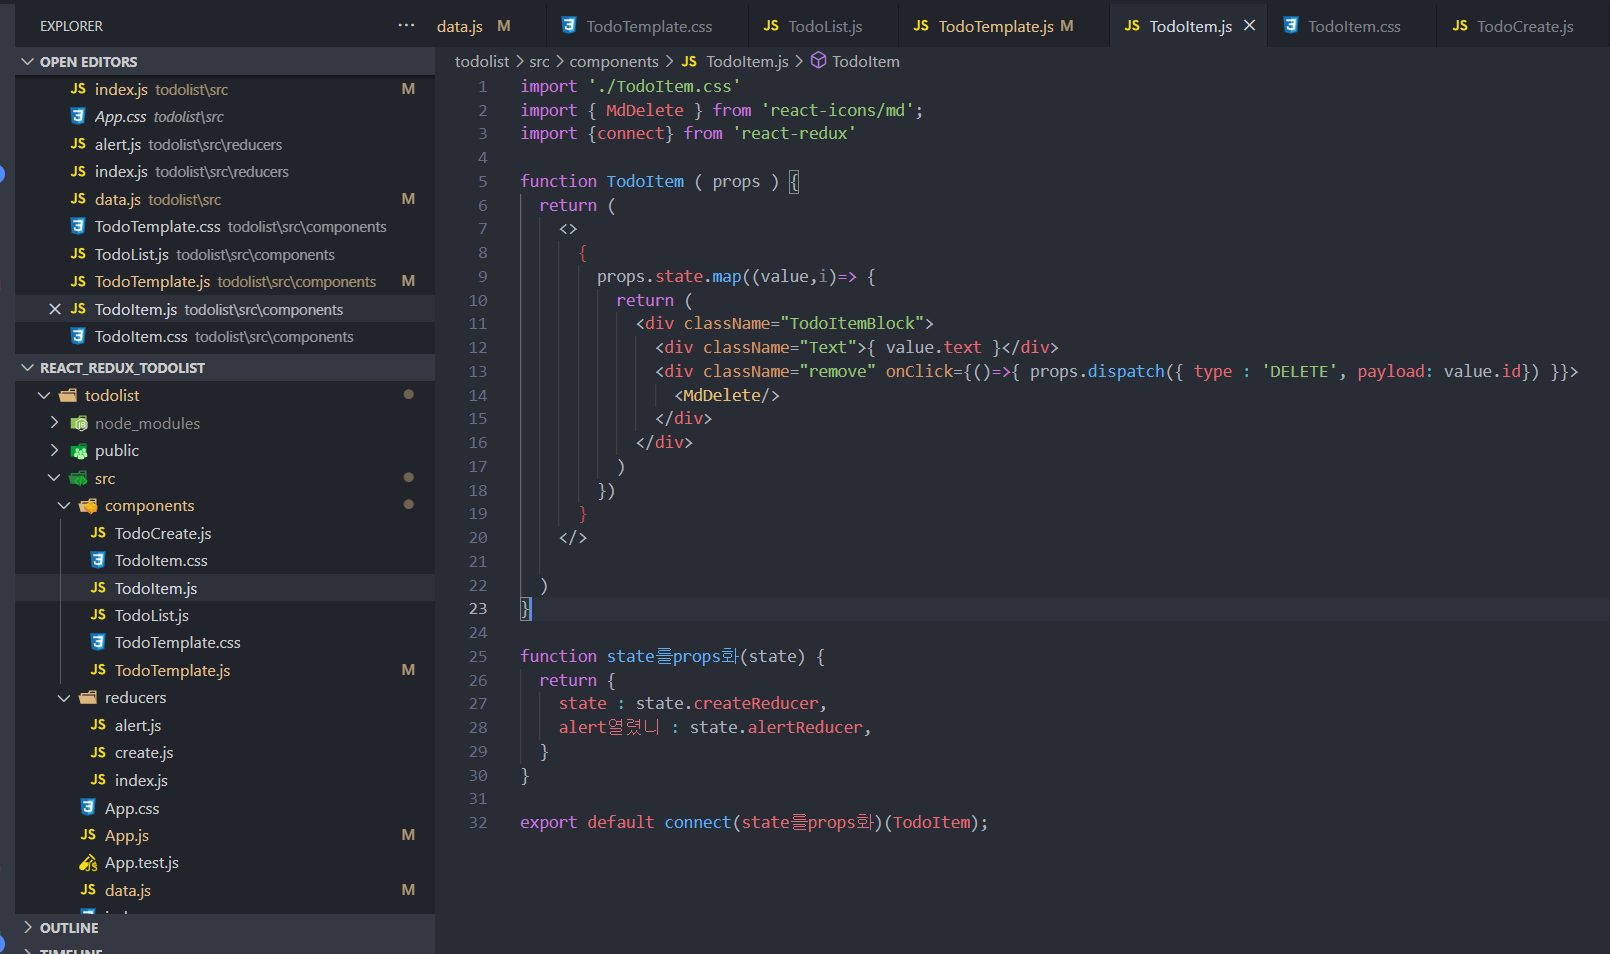 EXPLORER
···
OPEN EDITORS
JS index.js todolist\src M
App.css todolist\src
JS alert.js todolist\src\reducers
JS index.js todolist\src\reducers
JS data.js todolist\src M
TodoTemplate.css todolist\src\components
JS TodoList.js todolist\src\components
JS TodoTemplate.js todolist\src\components M
JS TodoItem.js todolist\src\components
TodoItem.css todolist\src\components
REACT_REDUX_TODOLIST
todolist
node_modules
public
src
components
JS TodoCreate.js
TodoItem.css
JS TodoItem.js
JS TodoList.js
TodoTemplate.css
JS TodoTemplate.js M
reducers
JS alert.js
JS create.js
JS index.js
App.css
JS App.js M
App.test.js
JS data.js M
OUTLINE
TIMELINE
data.js M
TodoTemplate.css
JS TodoList.js
JS TodoTemplate.js M
JS TodoItem.js
TodoItem.css
JS TodoCreate.js
todolist > src > components > JS TodoItem.js > TodoItem
1 import './TodoItem.css'
2 import { MdDelete } from 'react-icons/md';
3 import {connect} from 'react-redux'
4
5 function TodoItem ( props ) {
6 return (
7 <>
8 {
9 props.state.map((value,i)=> {
10 return (
11 <div className="TodoItemBlock">
12 <div className="Text">{ value.text }</div>
13 <div className="remove" onClick={()=>{ props.dispatch({ type : 'DELETE', payload: value.id}) }}>
14 <MdDelete/>
15 </div>
16 </div>
17 )
18 })
19 }
20 </>
21
22 )
23 }
24
25 function state를props화(state) {
26 return {
27 state : state.createReducer,
28 alert열렸니 : state.alertReducer,
29 }
30 }
31
32 export default connect(state를props화)(TodoItem);